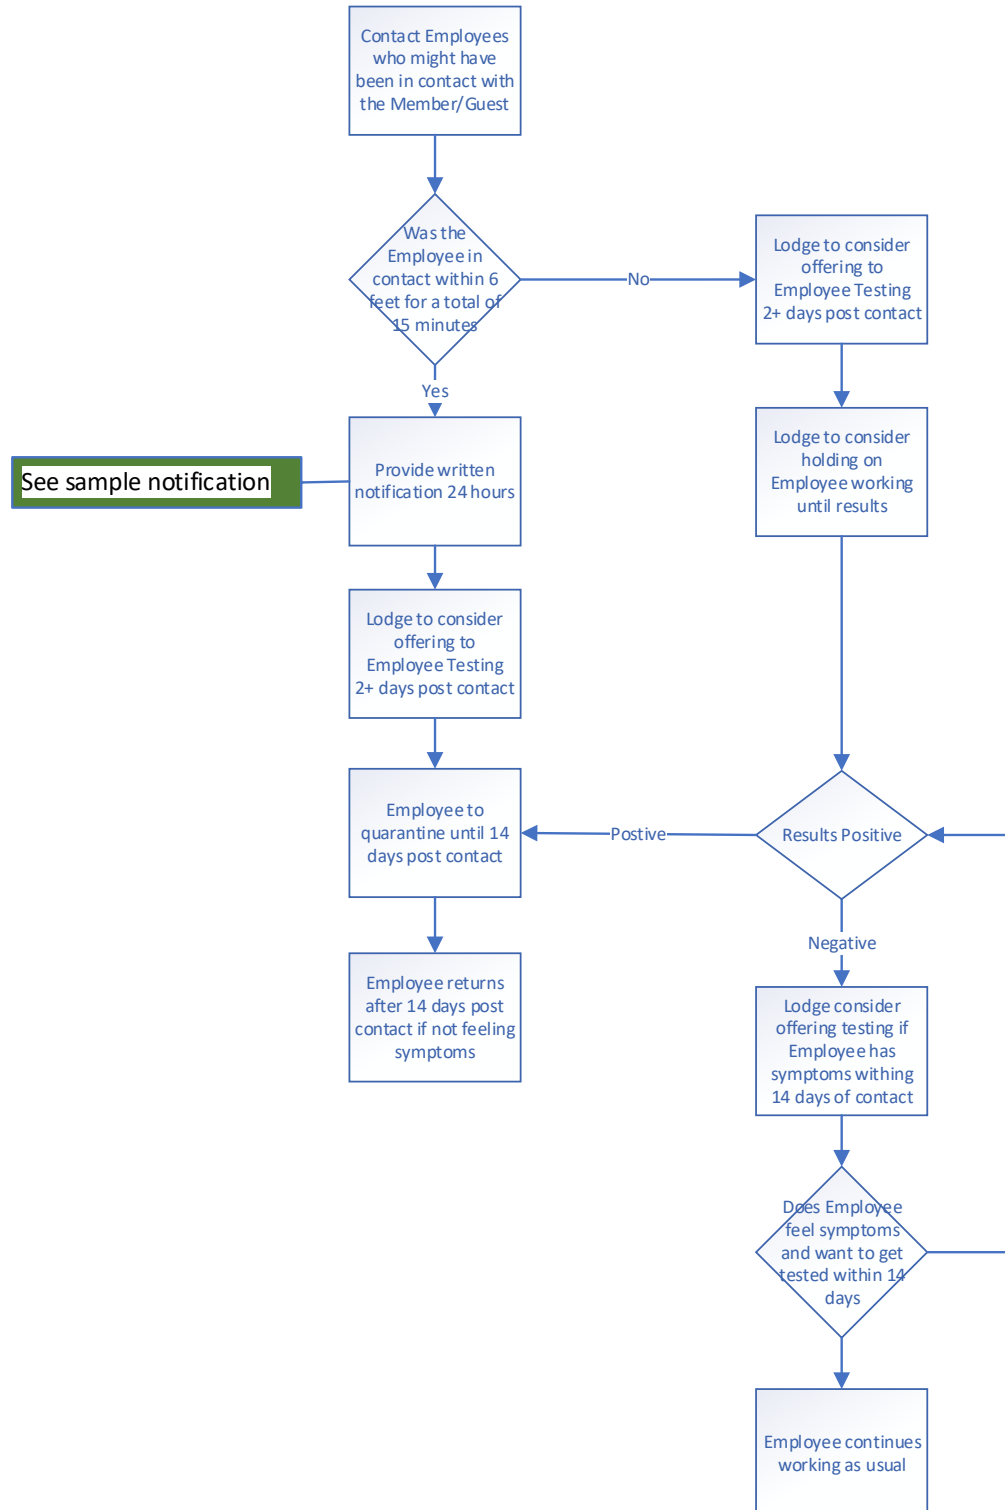 Contact Employees
who might have
been in contact with
the Member/Guest
Was the
Employee in
contact within 6
feet for a total of
15 minutes
No
Lodge to consider
offering to
Employee Testing
2+ days post contact
Yes
See sample notification
Provide written
notification 24 hours
Lodge to consider
holding on
Employee working
until results
Lodge to consider
offering to
Employee Testing
2+ days post contact
Employee to
quarantine until 14
days post contact
Postive
Results Positive
Negative
Employee returns
after 14 days post
contact if not feeling
symptoms
Lodge consider
offering testing if
Employee has
symptoms withing
14 days of contact
Does Employee
feel symptoms
and want to get
tested within 14
days
Employee continues
working as usual